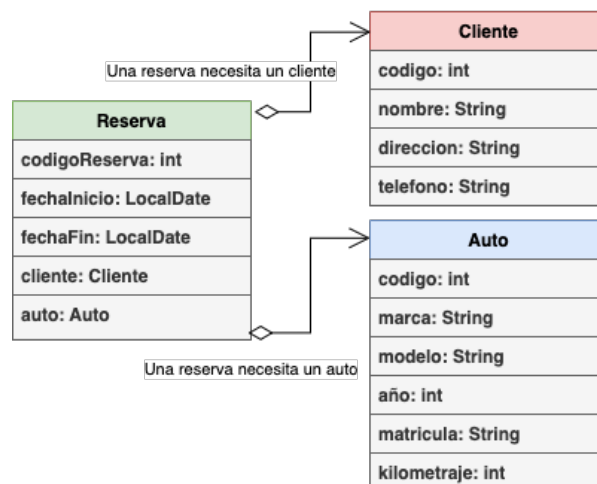 Cliente
codigo: int
nombre: String
direccion: String
telefono: String
Una reserva necesita un cliente
Reserva
codigoReserva: int
fechaInicio: LocalDate
fechaFin: LocalDate
cliente: Cliente
auto: Auto
Una reserva necesita un auto
Auto
codigo: int
marca: String
modelo: String
año: int
matricula: String
kilometraje: int